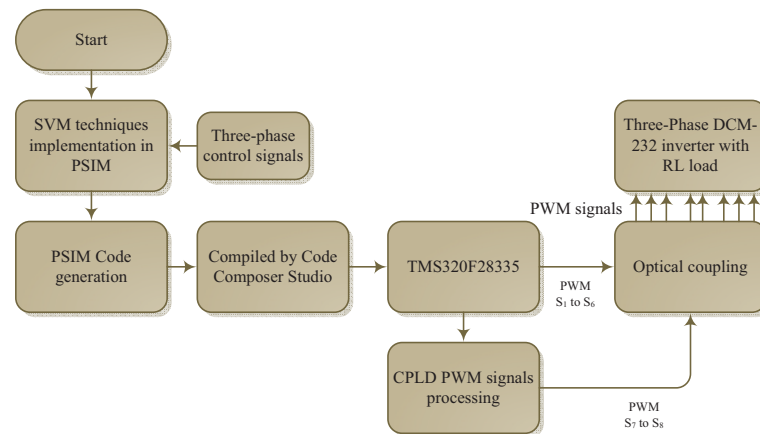 Start
SVM techniques
implementation in
PSIM
Three-phase
control signals
Three-Phase DCM-
232 inverter with
RL load
PWM signals
PSIM Code
generation
Compiled by Code
Composer Studio
TMS320F28335
PWM
S₁ to S₆
Optical coupling
CPLD PWM signals
processing
PWM
S₇ to S₈